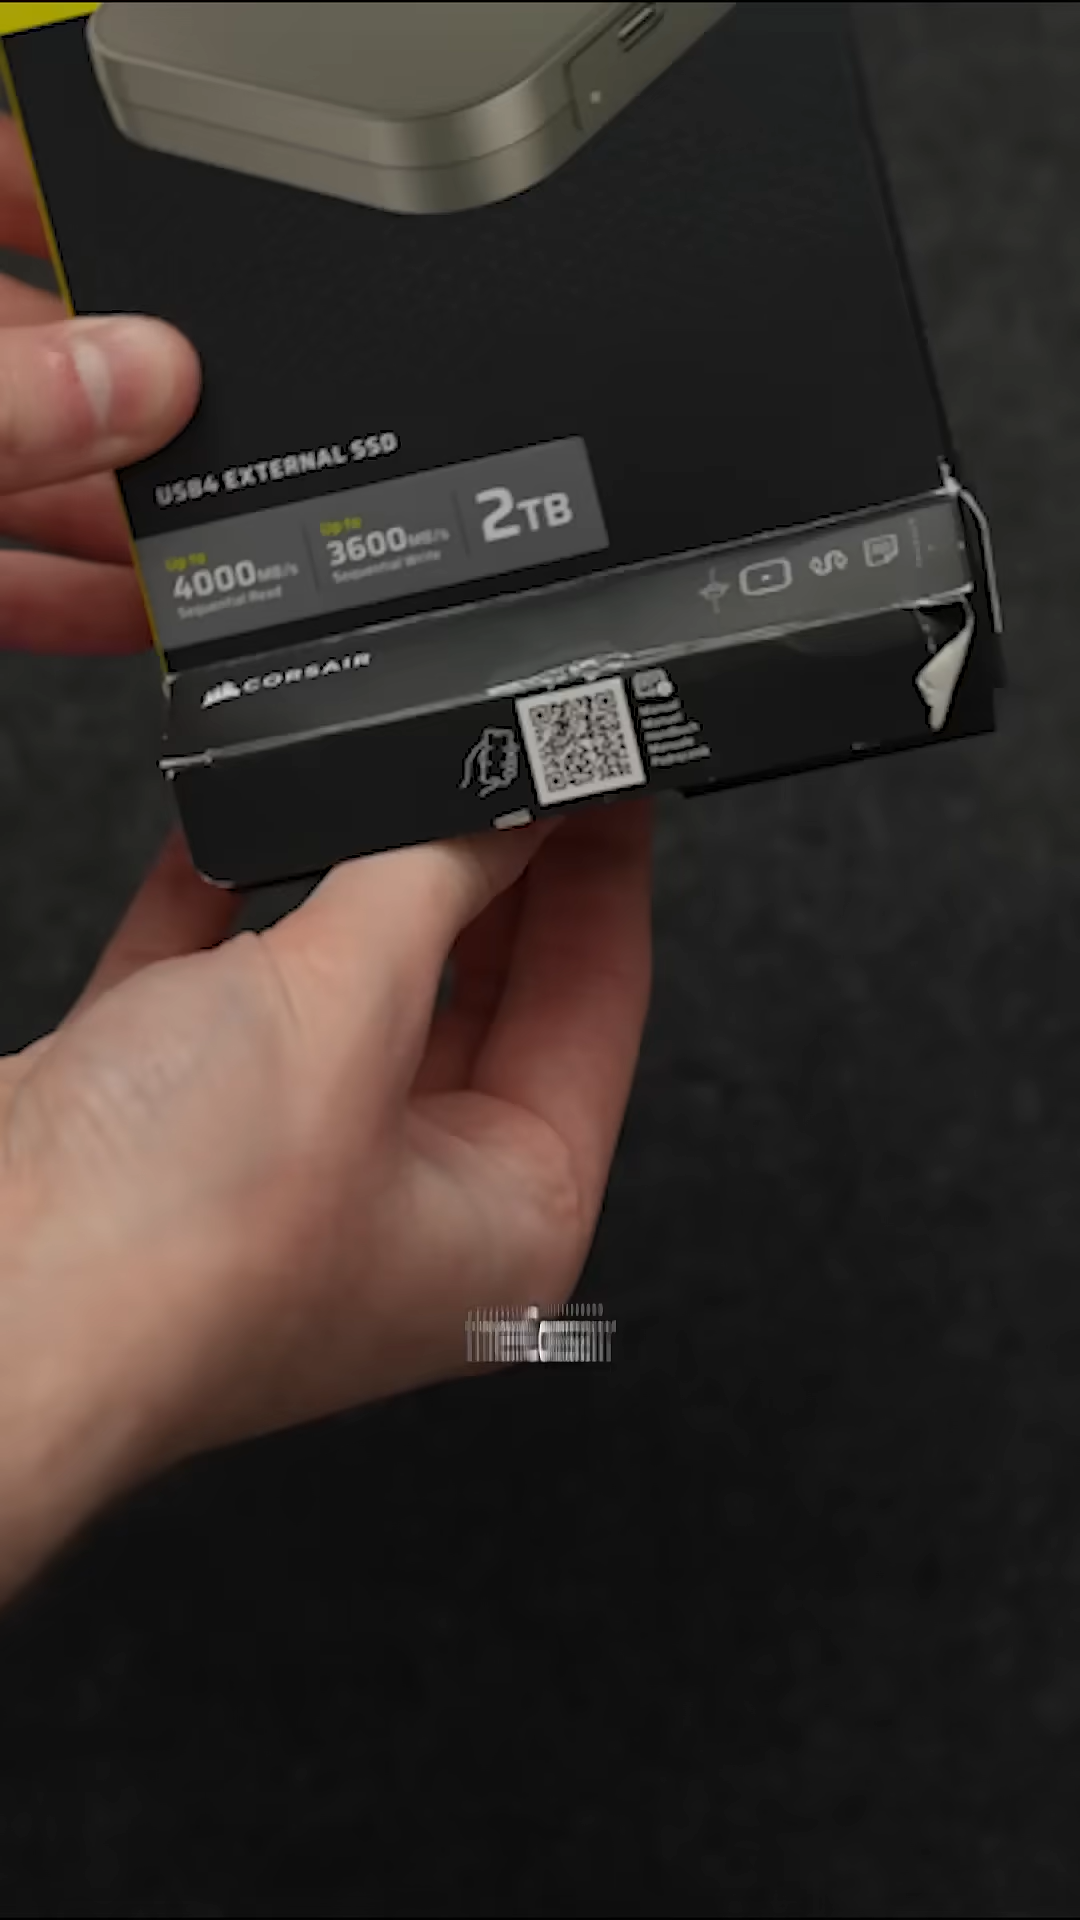 USB4 EXTERNAL SSD
Up to
4000MB/s
Sequential Read
Up to
3600MB/s
Sequential Write
2TB
CORSAIR